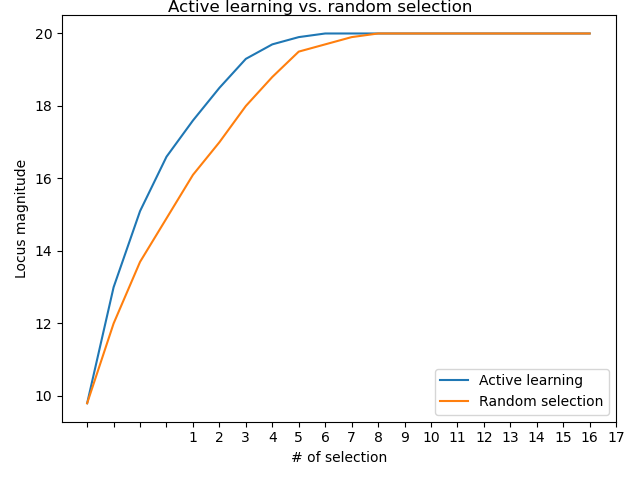 Active learning vs. random selection
20
18
16
14
12
10
Locus magnitude
Active learning
Random selection
1 2 3 4 5 6 7 8 9 10 11 12 13 14 15 16 17
# of selection